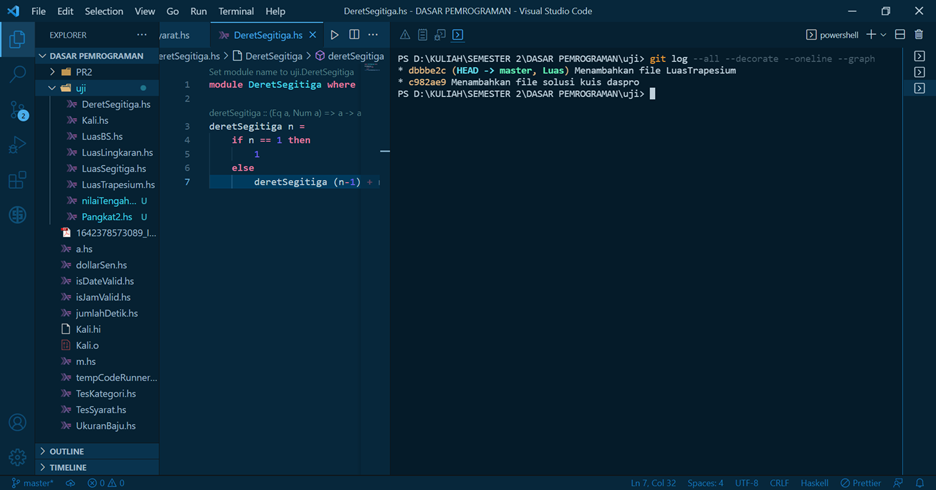 File Edit Selection View Go Run Terminal Help DeretSegitiga.hs - DASAR PEMROGRAMAN - Visual Studio Code
EXPLORER ···
DASAR PEMROGRAMAN
PR2
uji
DeretSegitiga.hs
Kali.hs
LuasBS.hs
LuasLingkaran.hs
LuasSegitiga.hs
LuasTrapesium.hs
nilaiTengah... U
Pangkat2.hs U
1642378573089_I...
a.hs
dollarSen.hs
isDateValid.hs
isJamValid.hs
jumlahDetik.hs
Kali.hi
Kali.o
m.hs
tempCodeRunner...
TesKategori.hs
TesSyarat.hs
UkuranBaju.hs
OUTLINE
TIMELINE
2
yarat.hs DeretSegitiga.hs ···
eretSegitiga.hs > DeretSegitiga > deretSegitiga
Set module name to uji.DeretSegitiga
1 module DeretSegitiga where
2
deretSegitiga :: (Eq a, Num a) => a -> a
3 deretSegitiga n =
4 if n == 1 then
5 1
6 else
7 deretSegitiga (n-1) +
powershell
PS D:\KULIAH\SEMESTER 2\DASAR PEMROGRAMAN\uji> git log --all --decorate --oneline --graph
* dbbbe2c (HEAD -> master, Luas) Menambahkan file LuasTrapesium
* c982ae9 Menambahkan file solusi kuis daspro
PS D:\KULIAH\SEMESTER 2\DASAR PEMROGRAMAN\uji>
master* 0 0 Ln 7, Col 32 Spaces: 4 UTF-8 CRLF Haskell Prettier